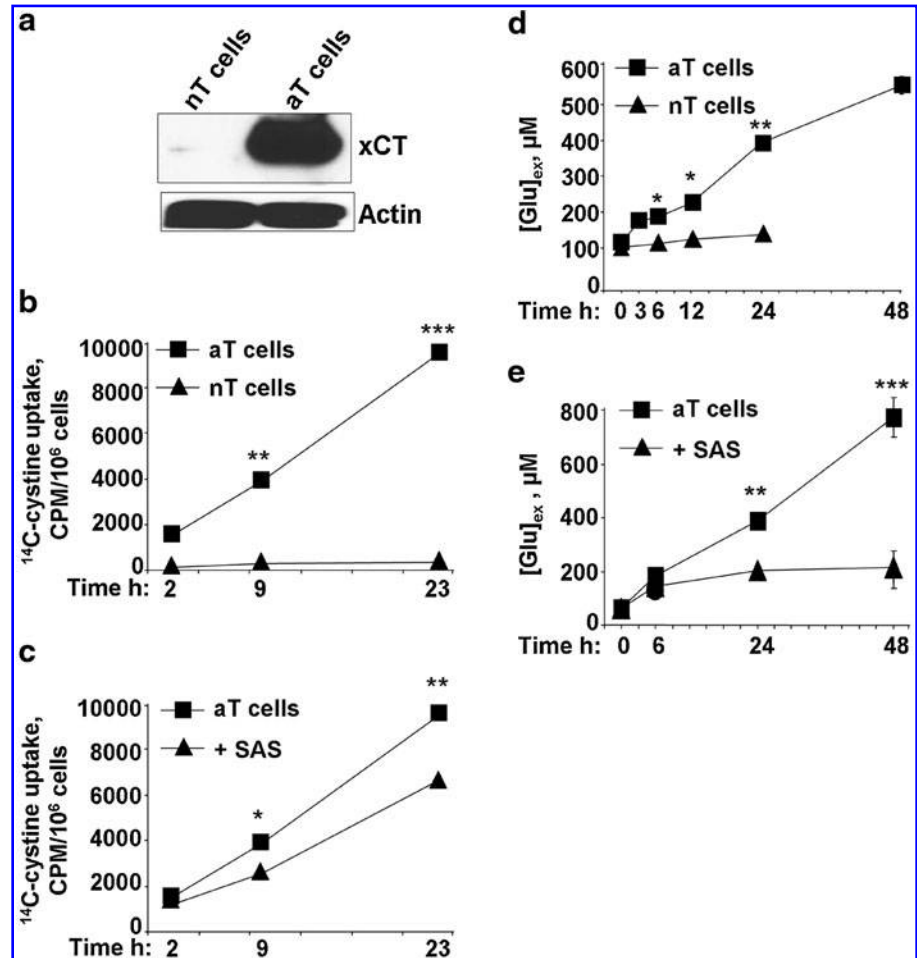 a
nT cells
aT cells
xCT
Actin
b
¹⁴C-cystine uptake,
CPM/10⁶ cells
10000
8000
6000
4000
2000
0
aT cells
nT cells
**
***
Time h: 2 9 23
c
¹⁴C-cystine uptake,
CPM/10⁶ cells
10000
8000
6000
4000
2000
0
aT cells
+ SAS
*
**
Time h: 2 9 23
d
[Glu]ex, µM
600
500
400
300
200
100
0
aT cells
nT cells
*
*
**
Time h: 0 3 6 12 24 48
e
[Glu]ex , µM
800
600
400
200
0
aT cells
+ SAS
**
***
Time h: 0 6 24 48